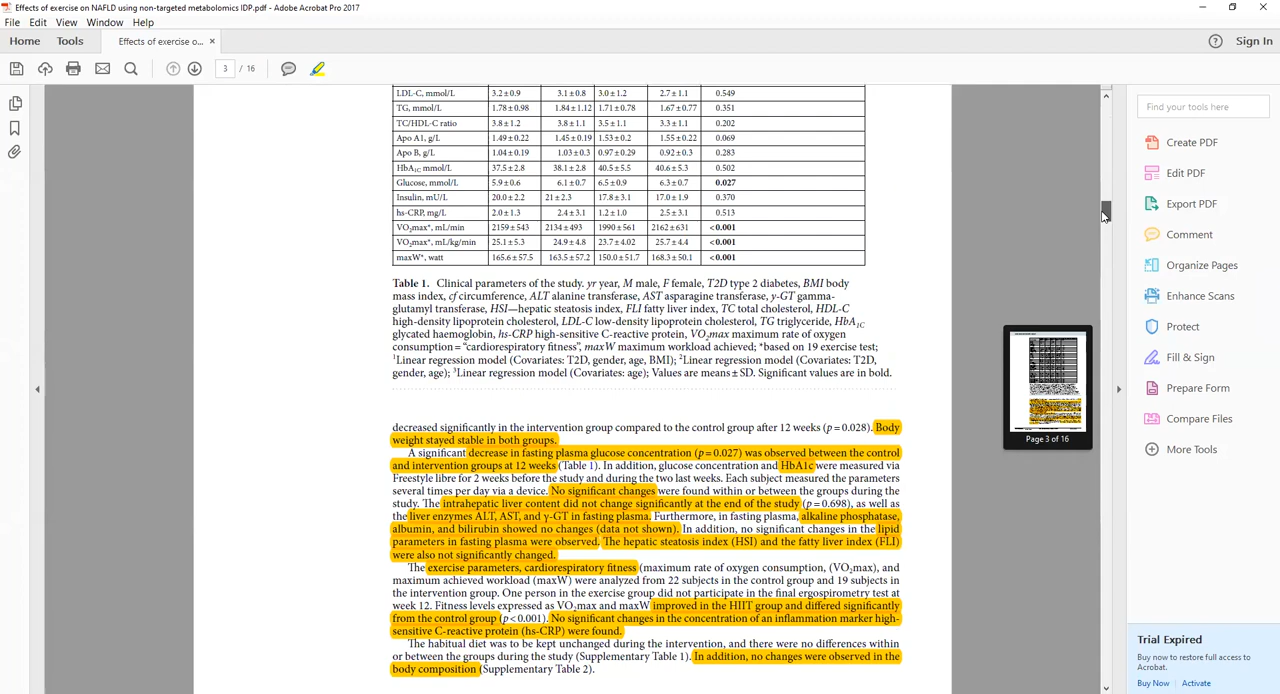 Effects of exercise on NAFLD using non-targeted metabolomics IDP.pdf - Adobe Acrobat Pro 2017
File Edit View Window Help
Home Tools Effects of exercise o... × Sign In
3 / 16
LDL-C, mmol/L 3.2±0.9 3.1±0.8 3.0±1.2 2.7±1.1 0.549
TG, mmol/L 1.78±0.98 1.84±1.12 1.71±0.78 1.67±0.77 0.351
TC/HDL-C ratio 3.8±1.2 3.8±1.1 3.5±1.1 3.3±1.1 0.202
Apo A1, g/L 1.49±0.22 1.45±0.19 1.53±0.2 1.55±0.22 0.069
Apo B, g/L 1.04±0.19 1.03±0.3 0.97±0.29 0.92±0.3 0.283
HbA1C mmol/L 37.5±2.8 38.1±2.8 40.5±5.5 40.6±5.3 0.502
Glucose, mmol/L 5.9±0.6 6.1±0.7 6.5±0.9 6.3±0.7 0.027
Insulin, mU/L 20.0±2.2 21±2.3 17.8±3.1 17.0±1.9 0.370
hs-CRP, mg/L 2.0±1.3 2.4±3.1 1.2±1.0 2.5±3.1 0.513
VO2max*, mL/min 2159±543 2134±493 1990±561 2162±631 <0.001
VO2max*, mL/kg/min 25.1±5.3 24.9±4.8 23.7±4.02 25.7±4.4 <0.001
maxW*, watt 165.6±57.5 163.5±57.2 150.0±51.7 168.3±50.1 <0.001
Table 1. Clinical parameters of the study. yr year, M male, F female, T2D type 2 diabetes, BMI body
mass index, cf circumference, ALT alanine transferase, AST asparagine transferase, y-GT gamma-
glutamyl transferase, HSI—hepatic steatosis index, FLI fatty liver index, TC total cholesterol, HDL-C
high-density lipoprotein cholesterol, LDL-C low-density lipoprotein cholesterol, TG triglyceride, HbA1C
glycated haemoglobin, hs-CRP high-sensitive C-reactive protein, VO2max maximum rate of oxygen
consumption = “cardiorespiratory fitness”, maxW maximum workload achieved; *based on 19 exercise test;
1Linear regression model (Covariates: T2D, gender, age, BMI); 2Linear regression model (Covariates: T2D,
gender, age); 3Linear regression model (Covariates: age); Values are means ± SD. Significant values are in bold.
decreased significantly in the intervention group compared to the control group after 12 weeks (p = 0.028). Body
weight stayed stable in both groups.
A significant decrease in fasting plasma glucose concentration (p = 0.027) was observed between the control
and intervention groups at 12 weeks (Table 1). In addition, glucose concentration and HbA1c were measured via
Freestyle libre for 2 weeks before the study and during the two last weeks. Each subject measured the parameters
several times per day via a device. No significant changes were found within or between the groups during the
study. The intrahepatic liver content did not change significantly at the end of the study (p = 0.698), as well as
the liver enzymes ALT, AST, and γ-GT in fasting plasma. Furthermore, in fasting plasma, alkaline phosphatase,
albumin, and bilirubin showed no changes (data not shown). In addition, no significant changes in the lipid
parameters in fasting plasma were observed. The hepatic steatosis index (HSI) and the fatty liver index (FLI)
were also not significantly changed.
The exercise parameters, cardiorespiratory fitness (maximum rate of oxygen consumption, (VO2max), and
maximum achieved workload (maxW) were analyzed from 22 subjects in the control group and 19 subjects in
the intervention group. One person in the exercise group did not participate in the final ergospirometry test at
week 12. Fitness levels expressed as VO2max and maxW improved in the HIIT group and differed significantly
from the control group (p < 0.001). No significant changes in the concentration of an inflammation marker high-
sensitive C-reactive protein (hs-CRP) were found.
The habitual diet was to be kept unchanged during the intervention, and there were no differences within
or between the groups during the study (Supplementary Table 1). In addition, no changes were observed in the
body composition (Supplementary Table 2).
Page 3 of 16
Find your tools here
Create PDF
Edit PDF
Export PDF
Comment
Organize Pages
Enhance Scans
Protect
Fill & Sign
Prepare Form
Compare Files
More Tools
Trial Expired
Buy now to restore full access to
Acrobat.
Buy Now Activate